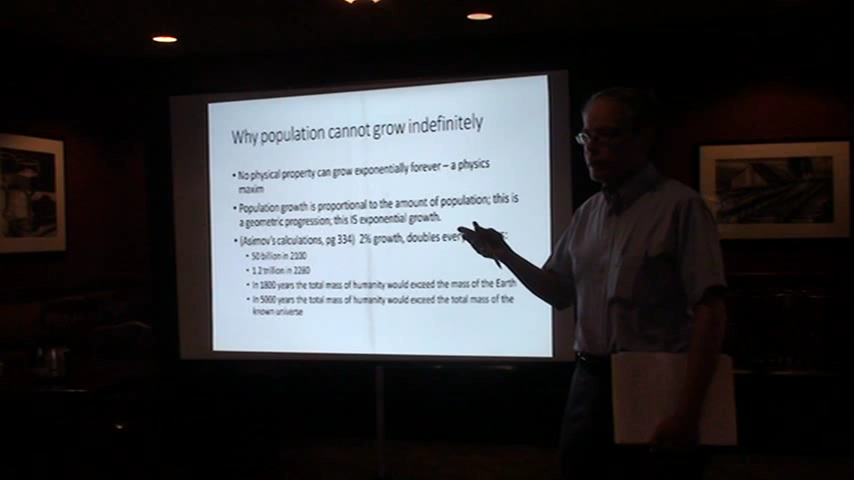 Why population cannot grow indefinitely
• No physical property can grow exponentially forever – a physics
maxim
• Population growth is proportional to the amount of population; this is
a geometric progression; this IS exponential growth.
• (Asimov's calculations, pg 334) 2% growth, doubles every
• 50 billion in 2100
• 1.2 trillion in 2280
• In 1800 years the total mass of humanity would exceed the mass of the Earth
• In 5000 years the total mass of humanity would exceed the total mass of the
known universe